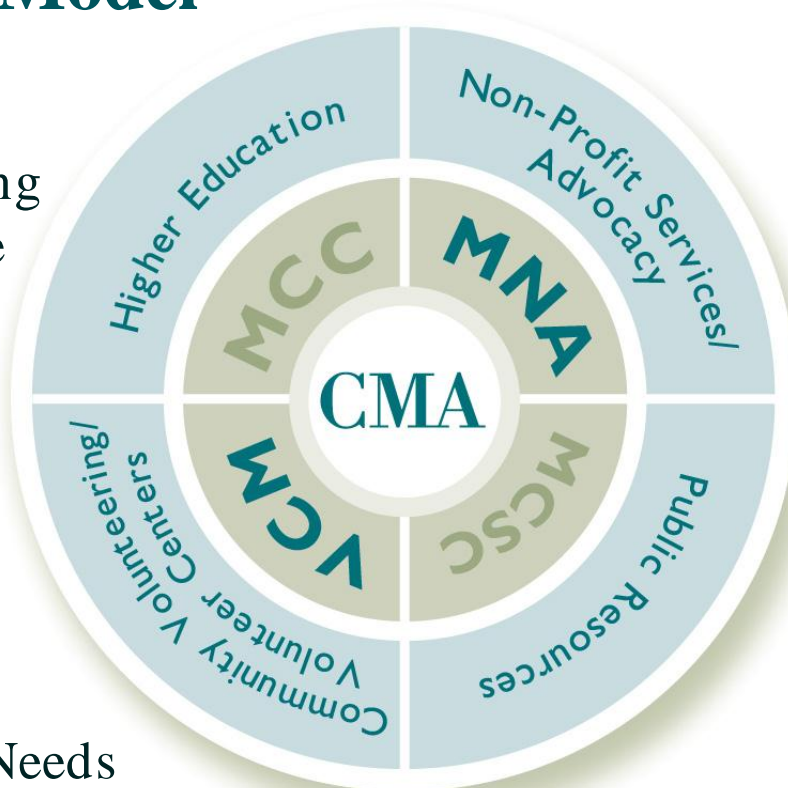 Model
ng
e
Higher Education
Non-Profit Services/
Advocacy
MCC
MNA
CMA
VCM
MCSC
Community Volunteering/
Volunteer Centers
Public Resources
Needs